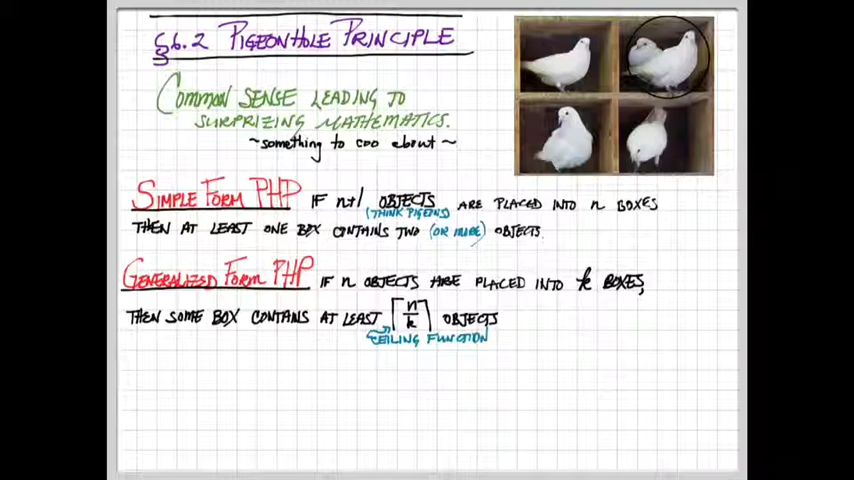 §6.2 PIGEONHOLE PRINCIPLE
COMMON SENSE LEADING TO
SURPRIZING MATHEMATICS.
~something to coo about~
SIMPLE FORM PHP IF n+1 OBJECTS ARE PLACED INTO n BOXES
(THINK PIGEONS)
THEN AT LEAST ONE BOX CONTAINS TWO (OR MORE) OBJECTS.
GENERALIZED FORM PHP IF n OBJECTS ARE PLACED INTO k BOXES,
THEN SOME BOX CONTAINS AT LEAST ⌈n/k⌉ OBJECTS
CEILING FUNCTION